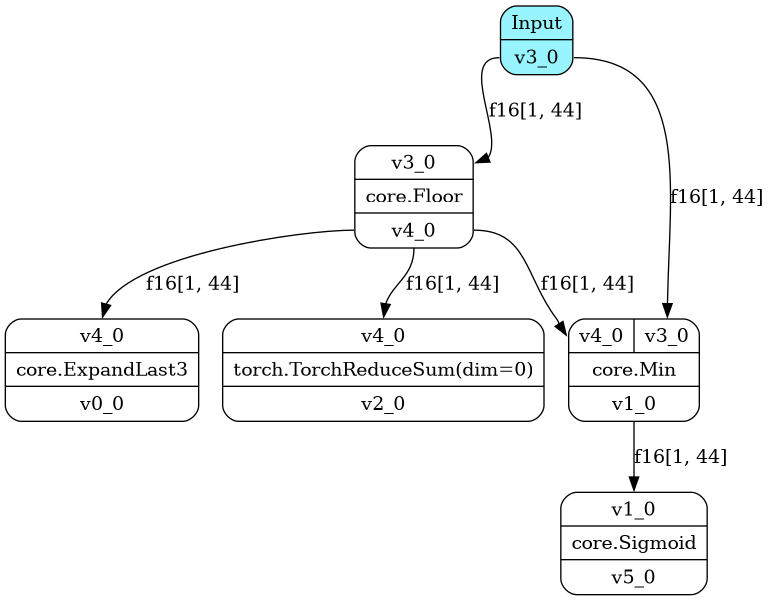 Input
v3_0
f16[1, 44]
v3_0
core.Floor
v4_0
f16[1, 44]
f16[1, 44]
f16[1, 44]
f16[1, 44]
v4_0
core.ExpandLast3
v0_0
v4_0
torch.TorchReduceSum(dim=0)
v2_0
v4_0 v3_0
core.Min
v1_0
f16[1, 44]
v1_0
core.Sigmoid
v5_0